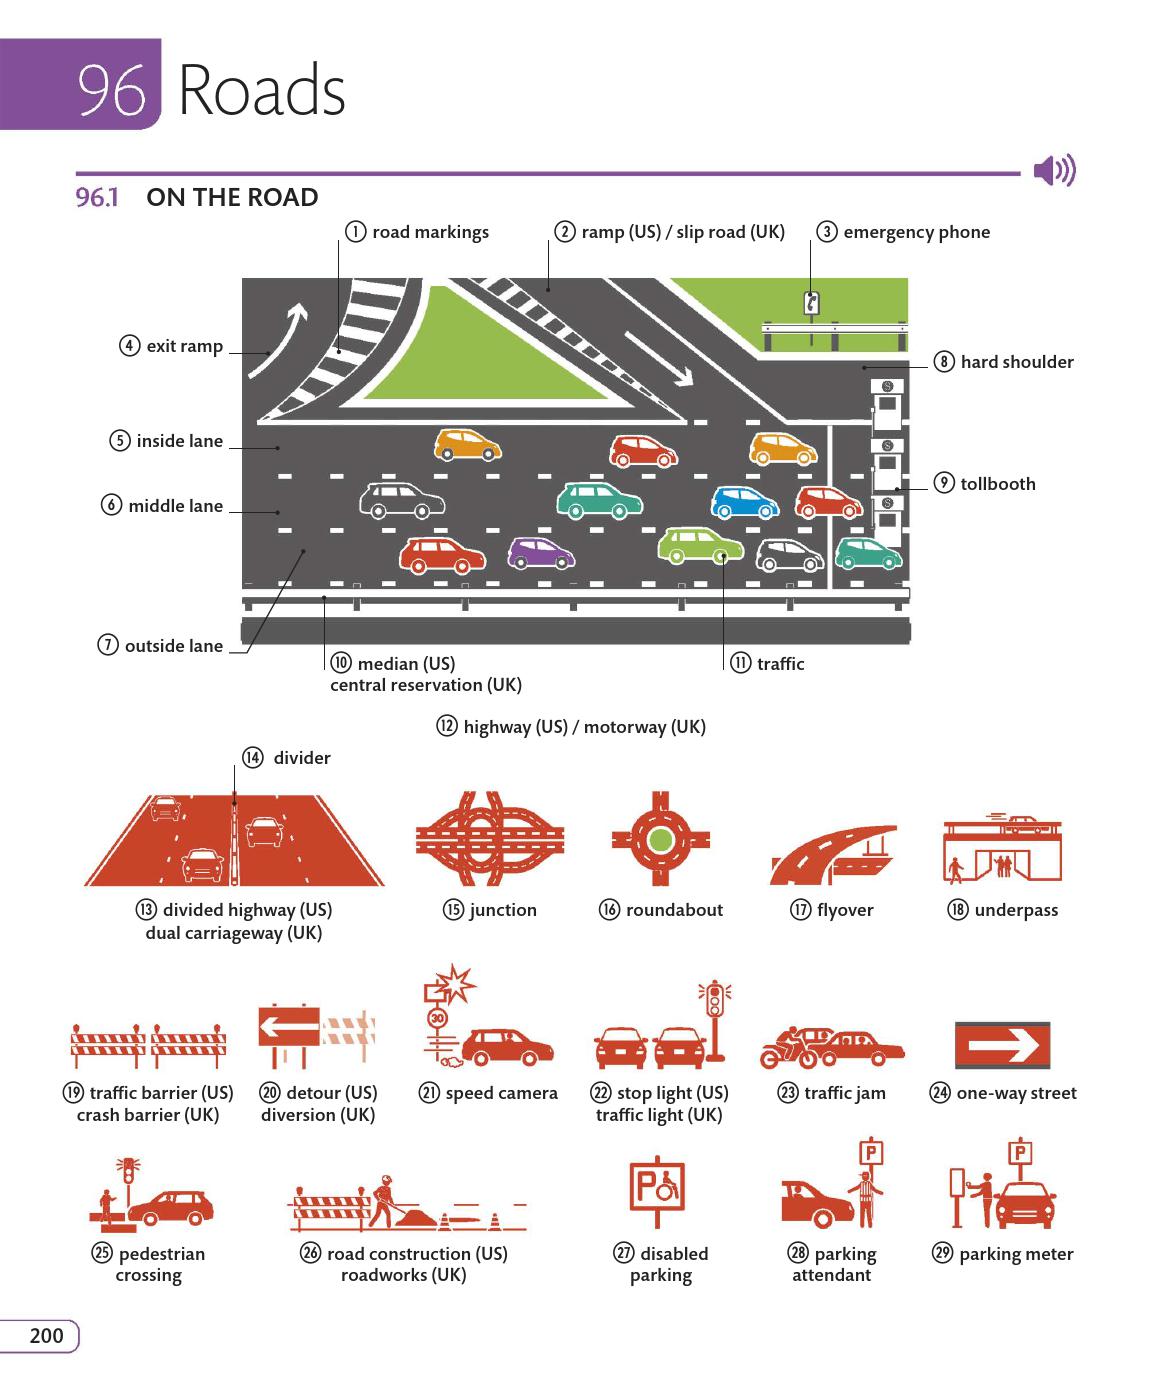 96 Roads
96.1 ON THE ROAD
① road markings
② ramp (US) / slip road (UK)
③ emergency phone
④ exit ramp
⑧ hard shoulder
⑤ inside lane
⑨ tollbooth
⑥ middle lane
⑦ outside lane
⑩ median (US)
central reservation (UK)
⑪ traffic
⑫ highway (US) / motorway (UK)
⑭ divider
⑬ divided highway (US)
dual carriageway (UK)
⑮ junction
⑯ roundabout
⑰ flyover
⑱ underpass
30
⑲ traffic barrier (US)
crash barrier (UK)
⑳ detour (US)
diversion (UK)
㉑ speed camera
㉒ stop light (US)
traffic light (UK)
㉓ traffic jam
㉔ one-way street
P
P
P
㉕ pedestrian
crossing
㉖ road construction (US)
roadworks (UK)
㉗ disabled
parking
㉘ parking
attendant
㉙ parking meter
200